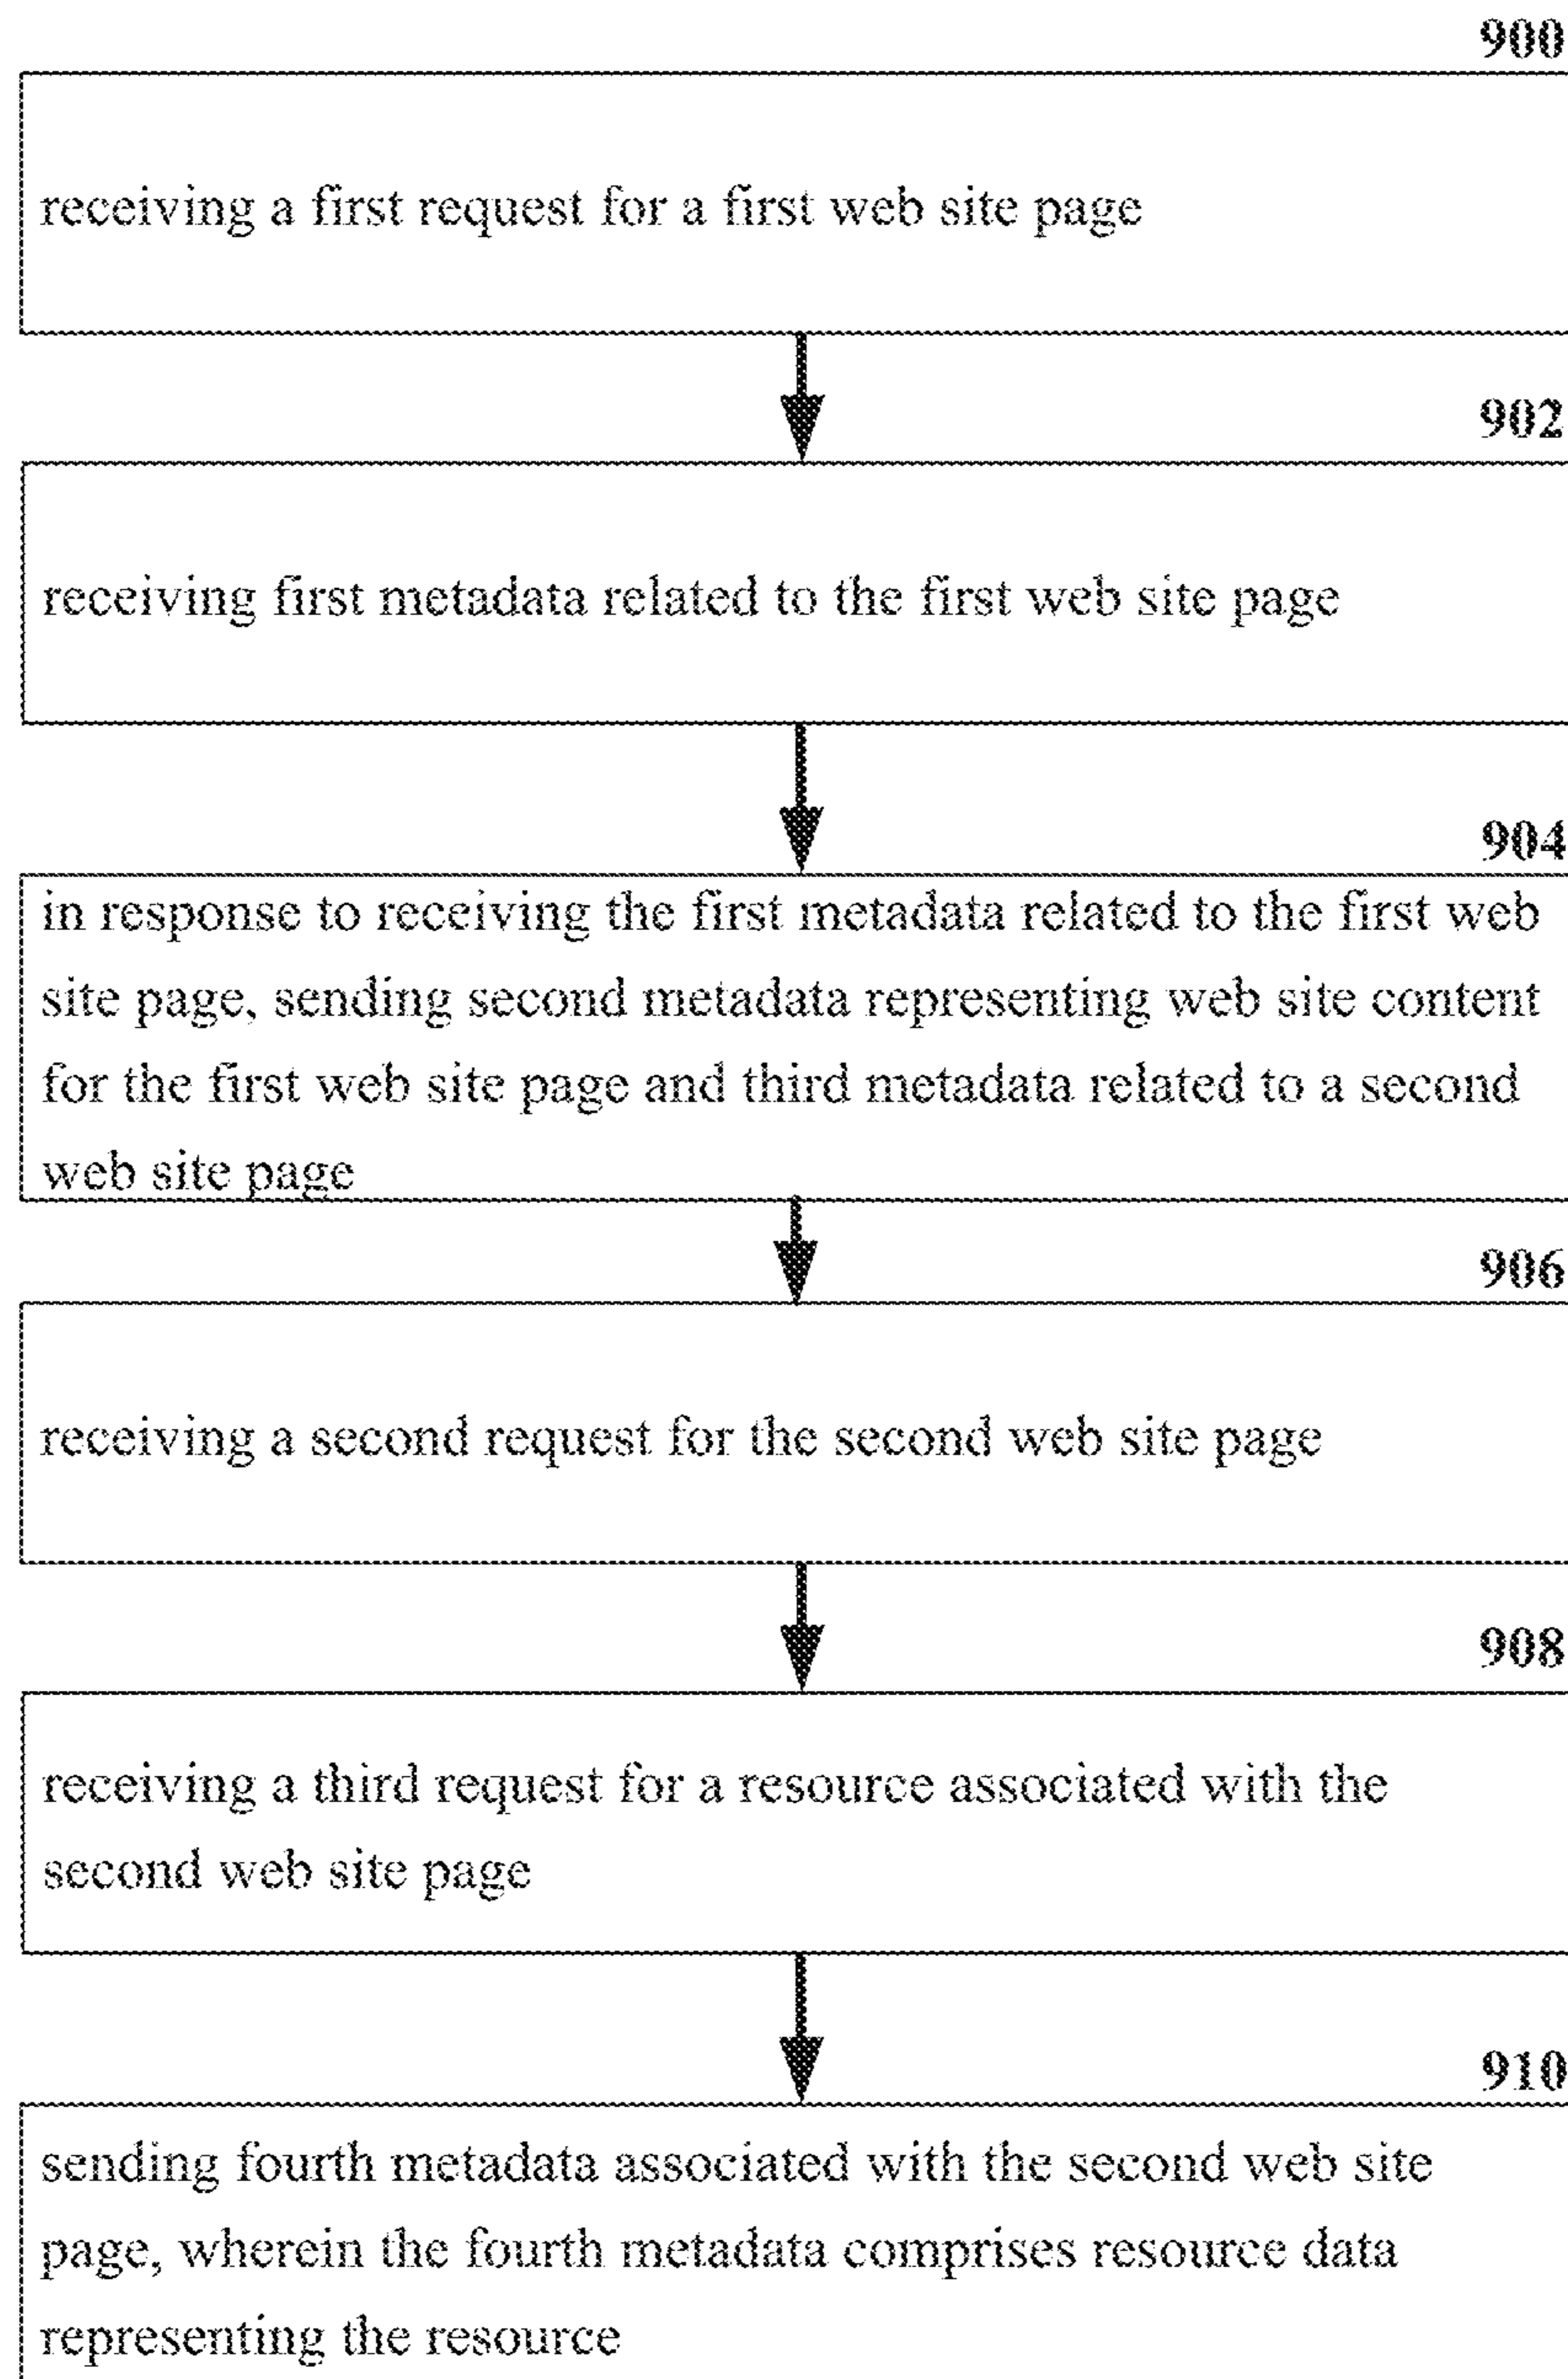 900
receiving a first request for a first web site page
902
receiving first metadata related to the first web site page
904
in response to receiving the first metadata related to the first web
site page, sending second metadata representing web site content
for the first web site page and third metadata related to a second
web site page
906
receiving a second request for the second web site page
908
receiving a third request for a resource associated with the
second web site page
910
sending fourth metadata associated with the second web site
page, wherein the fourth metadata comprises resource data
representing the resource